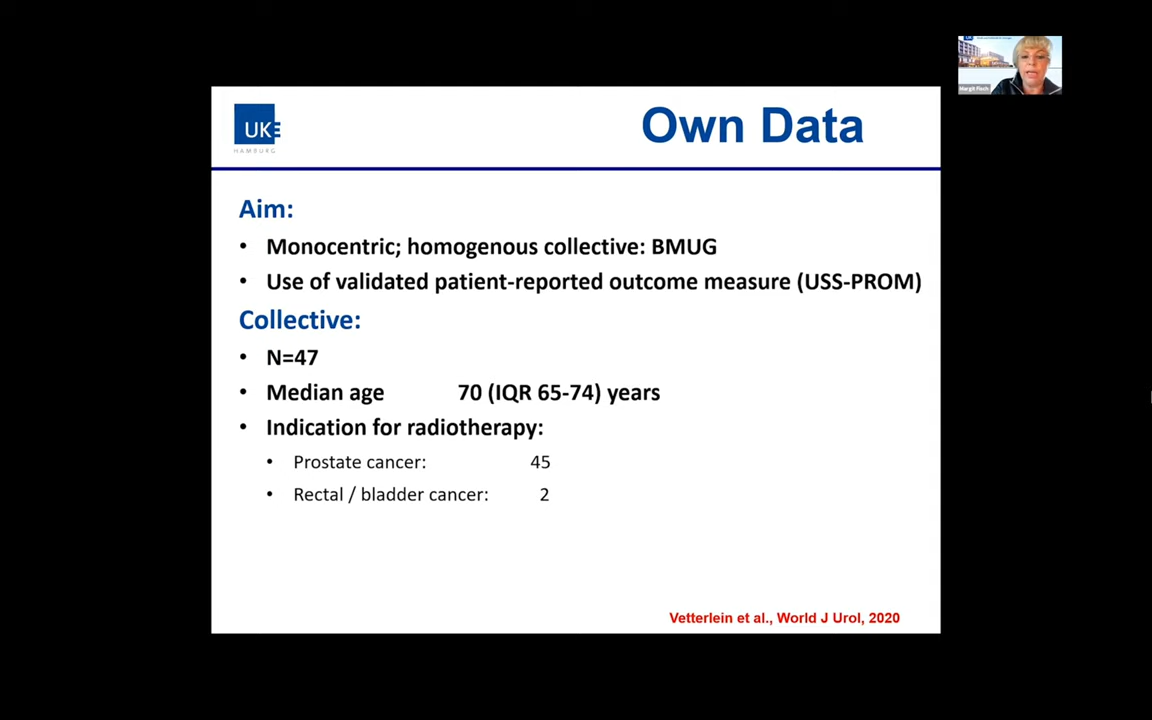 Margit Fisch
UKE
HAMBURG
Own Data
Aim:
• Monocentric; homogenous collective: BMUG
• Use of validated patient-reported outcome measure (USS-PROM)
Collective:
• N=47
• Median age 70 (IQR 65-74) years
• Indication for radiotherapy:
• Prostate cancer: 45
• Rectal / bladder cancer: 2
Vetterlein et al., World J Urol, 2020